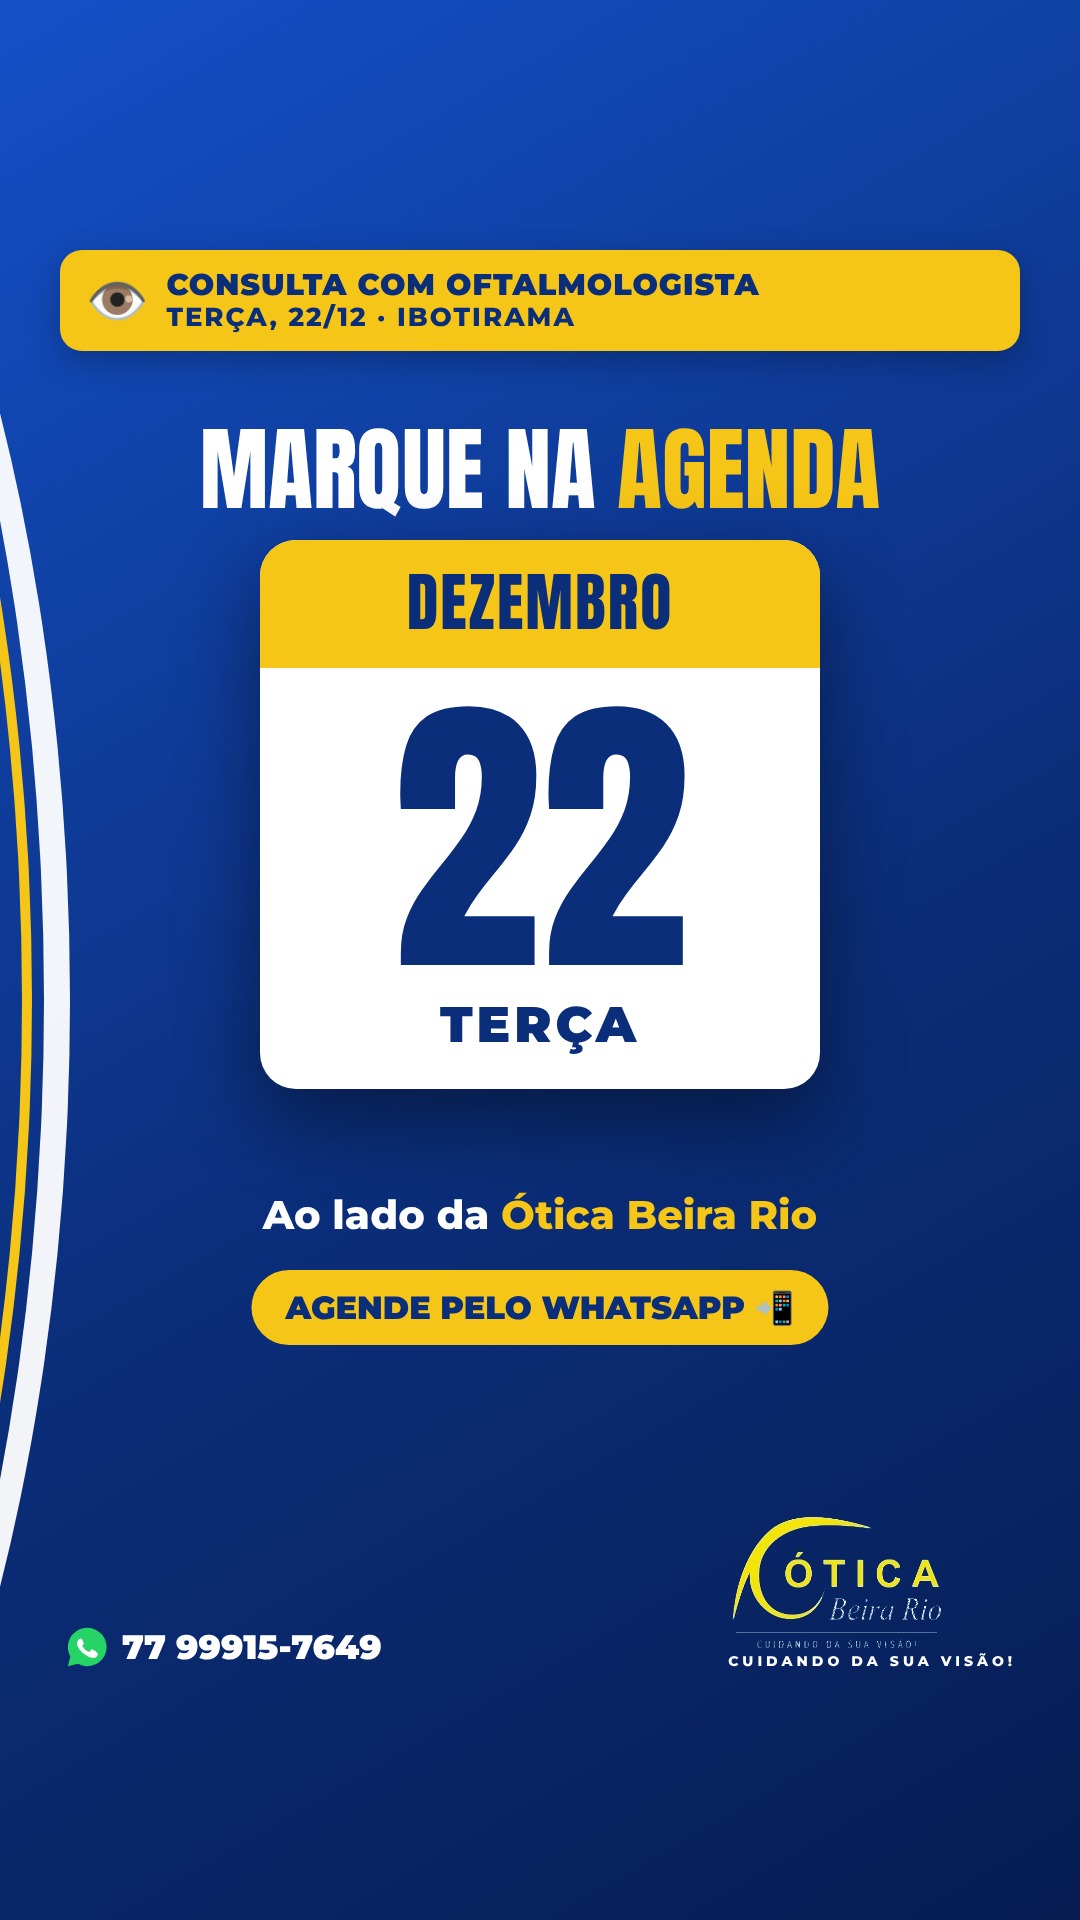 CONSULTA COM OFTALMOLOGISTA
TERÇA, 22/12 · IBOTIRAMA
MARQUE NA AGENDA
DEZEMBRO
22
TERÇA
Ao lado da Ótica Beira Rio
AGENDE PELO WHATSAPP
ÓTICA
Beira Rio
CUIDANDO DA SUA VISÃO!
CUIDANDO DA SUA VISÃO!
77 99915-7649